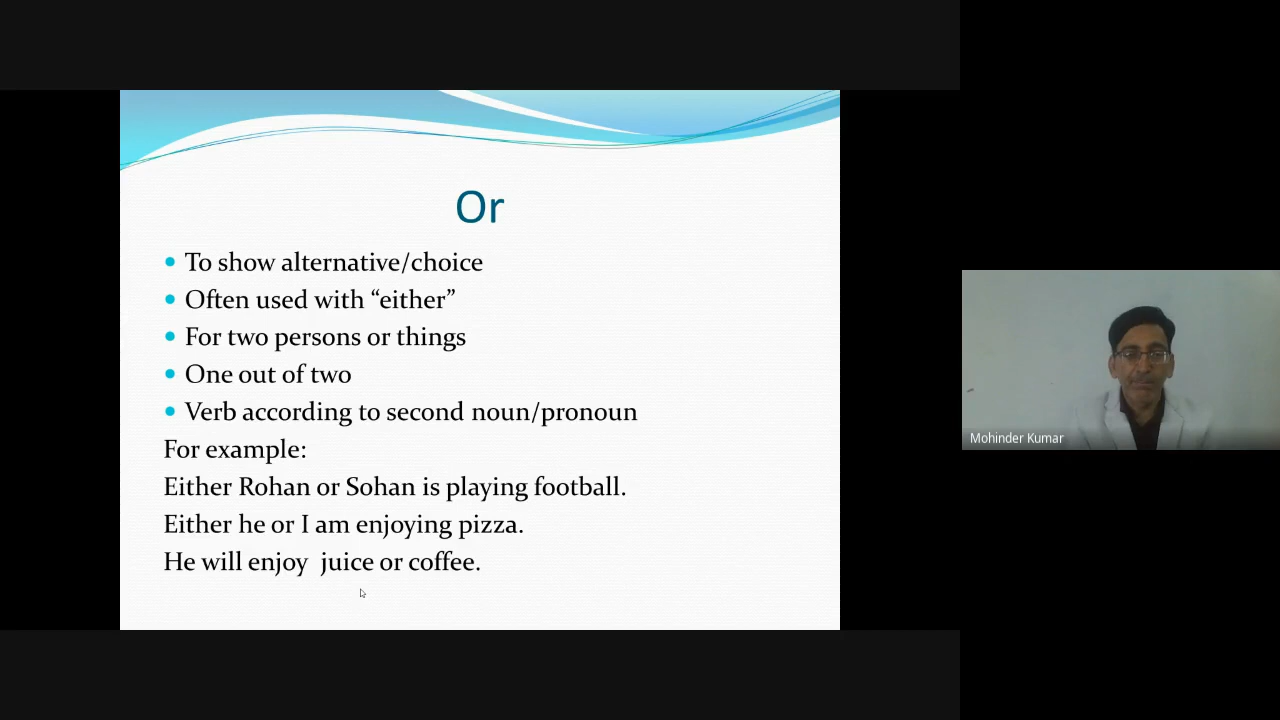 Or
To show alternative/choice
Often used with “either”
For two persons or things
One out of two
Verb according to second noun/pronoun
For example:
Either Rohan or Sohan is playing football.
Either he or I am enjoying pizza.
He will enjoy  juice or coffee.
Mohinder Kumar